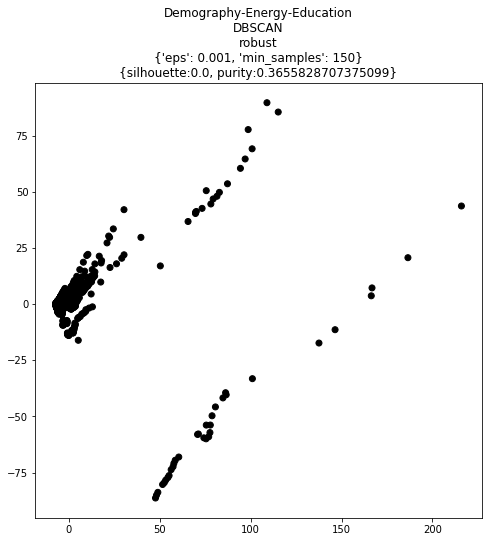 Demography-Energy-Education
DBSCAN
robust
{'eps': 0.001, 'min_samples': 150}
{silhouette:0.0, purity:0.3655828707375099}
75
50
25
0
−25
−50
−75
0
50
100
150
200